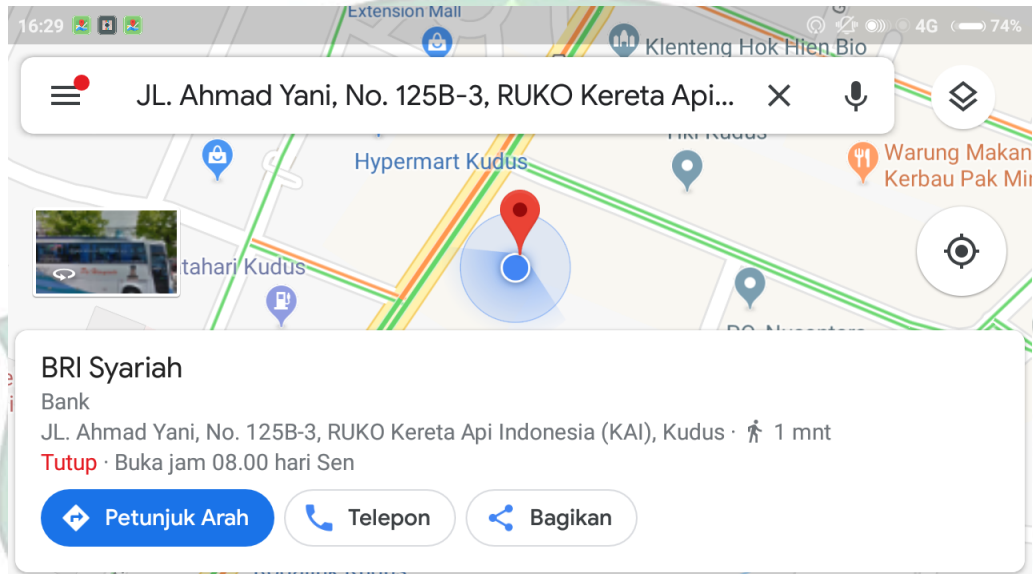 16:29
4G
74%
Extension Mall
Klenteng Hok Hien Bio
JL. Ahmad Yani, No. 125B-3, RUKO Kereta Api...
Hypermart Kudus
Warung Makan
Kerbau Pak Mi
tahari Kudus
BRI Syariah
Bank
JL. Ahmad Yani, No. 125B-3, RUKO Kereta Api Indonesia (KAI), Kudus · 1 mnt
Tutup · Buka jam 08.00 hari Sen
Petunjuk Arah
Telepon
Bagikan